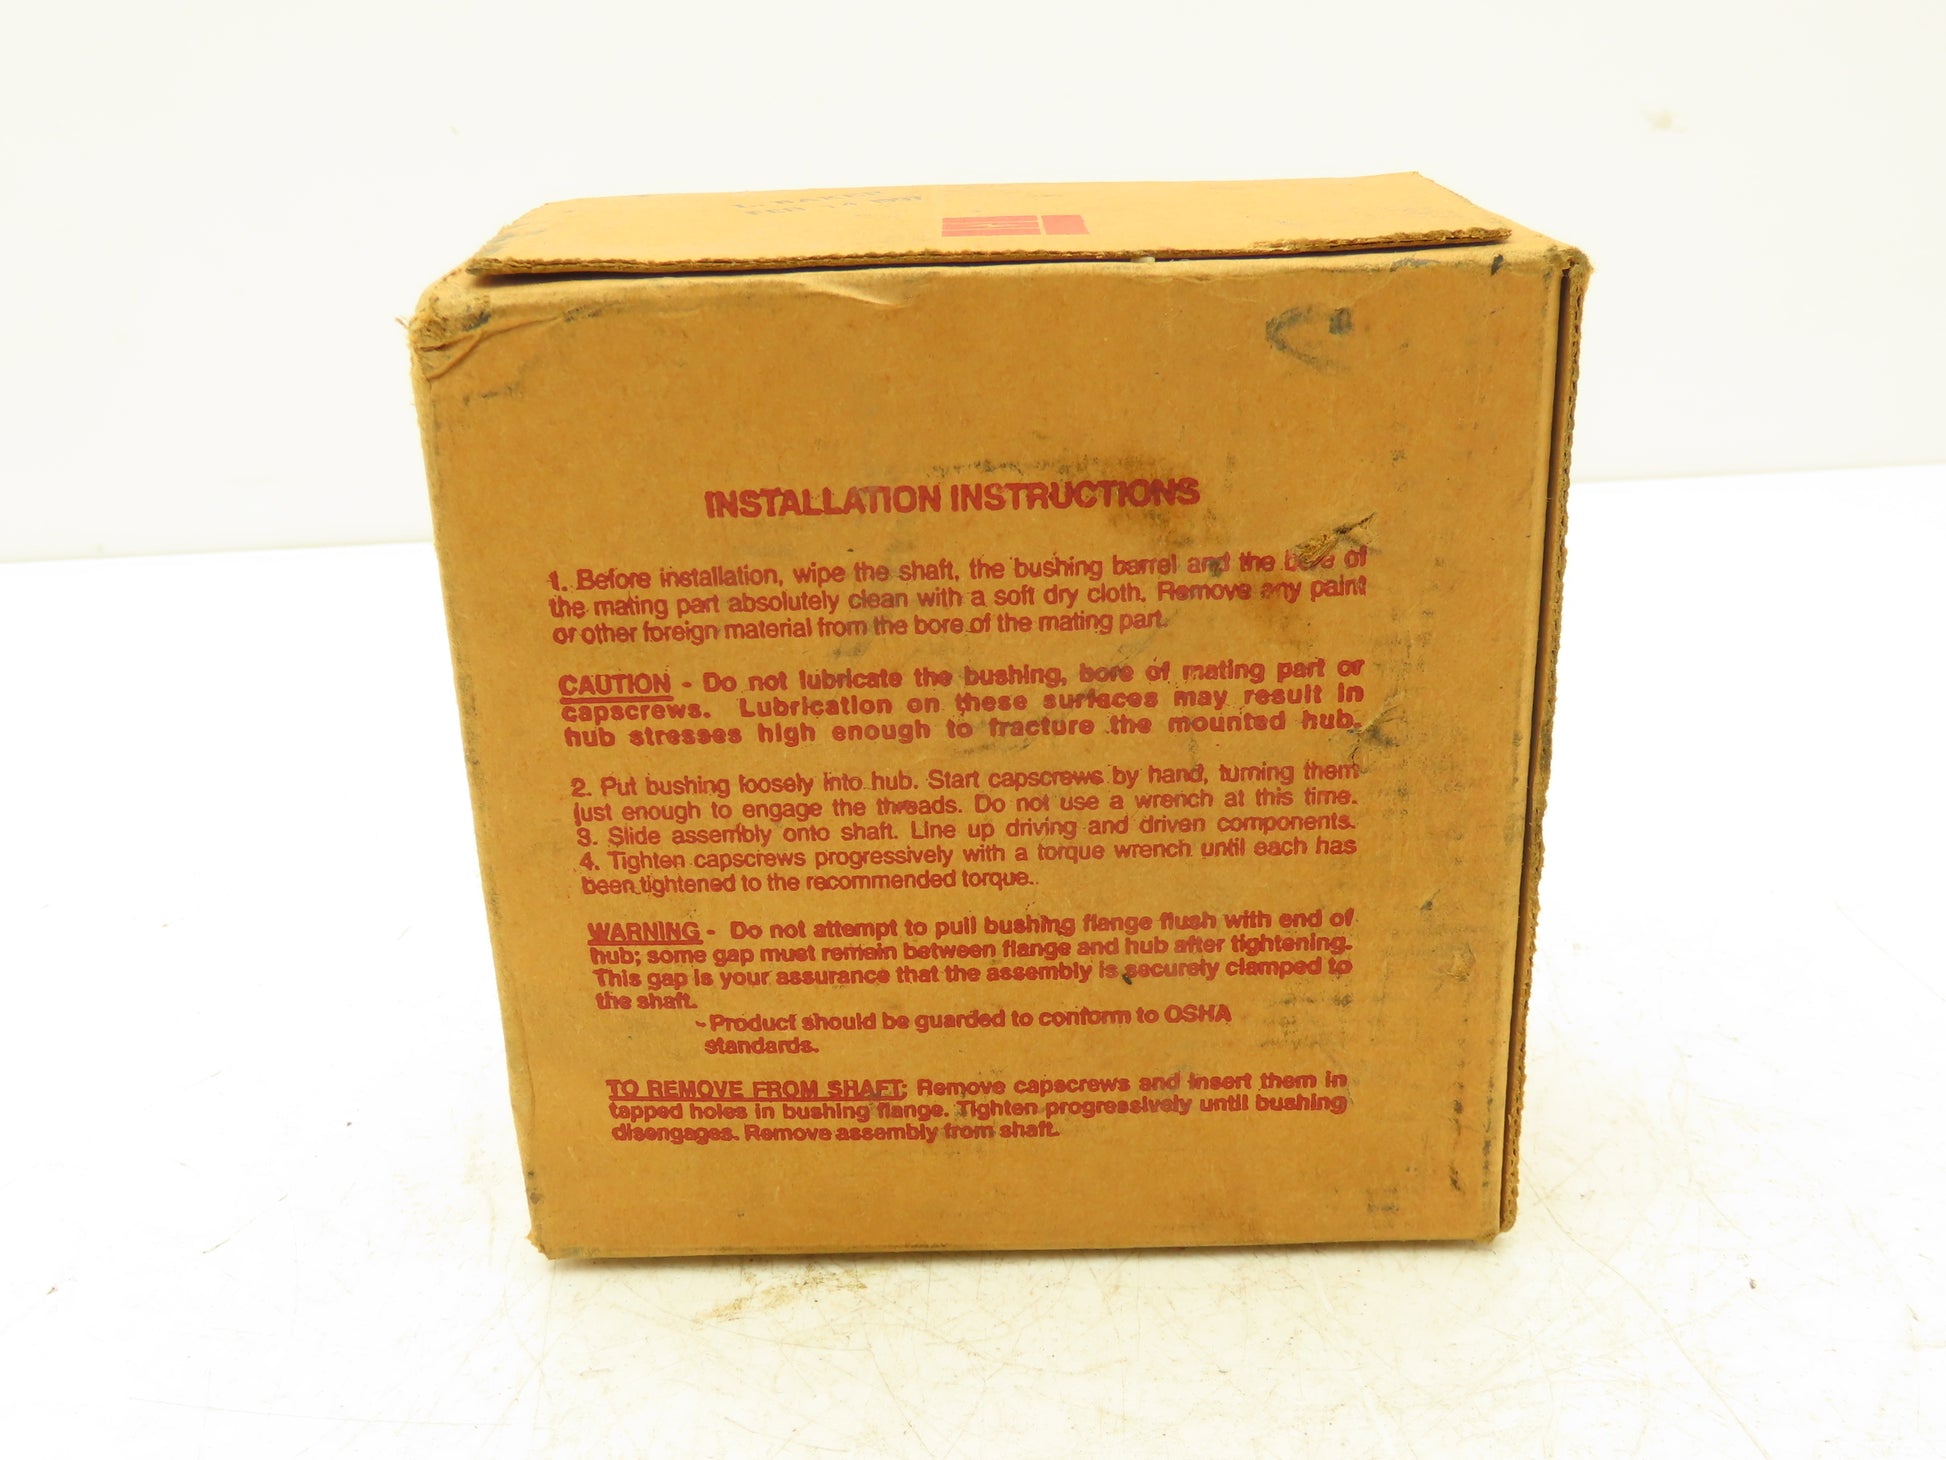 L. BAKER
FEB 14 1997
INSTALLATION INSTRUCTIONS
1. Before installation, wipe the shaft, the bushing barrel and the bore of
the mating part absolutely clean with a soft dry cloth. Remove any paint
or other foreign material from the bore of the mating part.
CAUTION - Do not lubricate the bushing, bore of mating part or
capscrews. Lubrication on these surfaces may result in
hub stresses high enough to fracture the mounted hub.
2. Put bushing loosely into hub. Start capscrews by hand, turning them
just enough to engage the threads. Do not use a wrench at this time.
3. Slide assembly onto shaft. Line up driving and driven components.
4. Tighten capscrews progressively with a torque wrench until each has
been tightened to the recommended torque.
WARNING - Do not attempt to pull bushing flange flush with end of
hub; some gap must remain between flange and hub after tightening.
This gap is your assurance that the assembly is securely clamped to
the shaft.
- Product should be guarded to conform to OSHA
standards.
TO REMOVE FROM SHAFT; Remove capscrews and insert them in
tapped holes in bushing flange. Tighten progressively until bushing
disengages. Remove assembly from shaft.